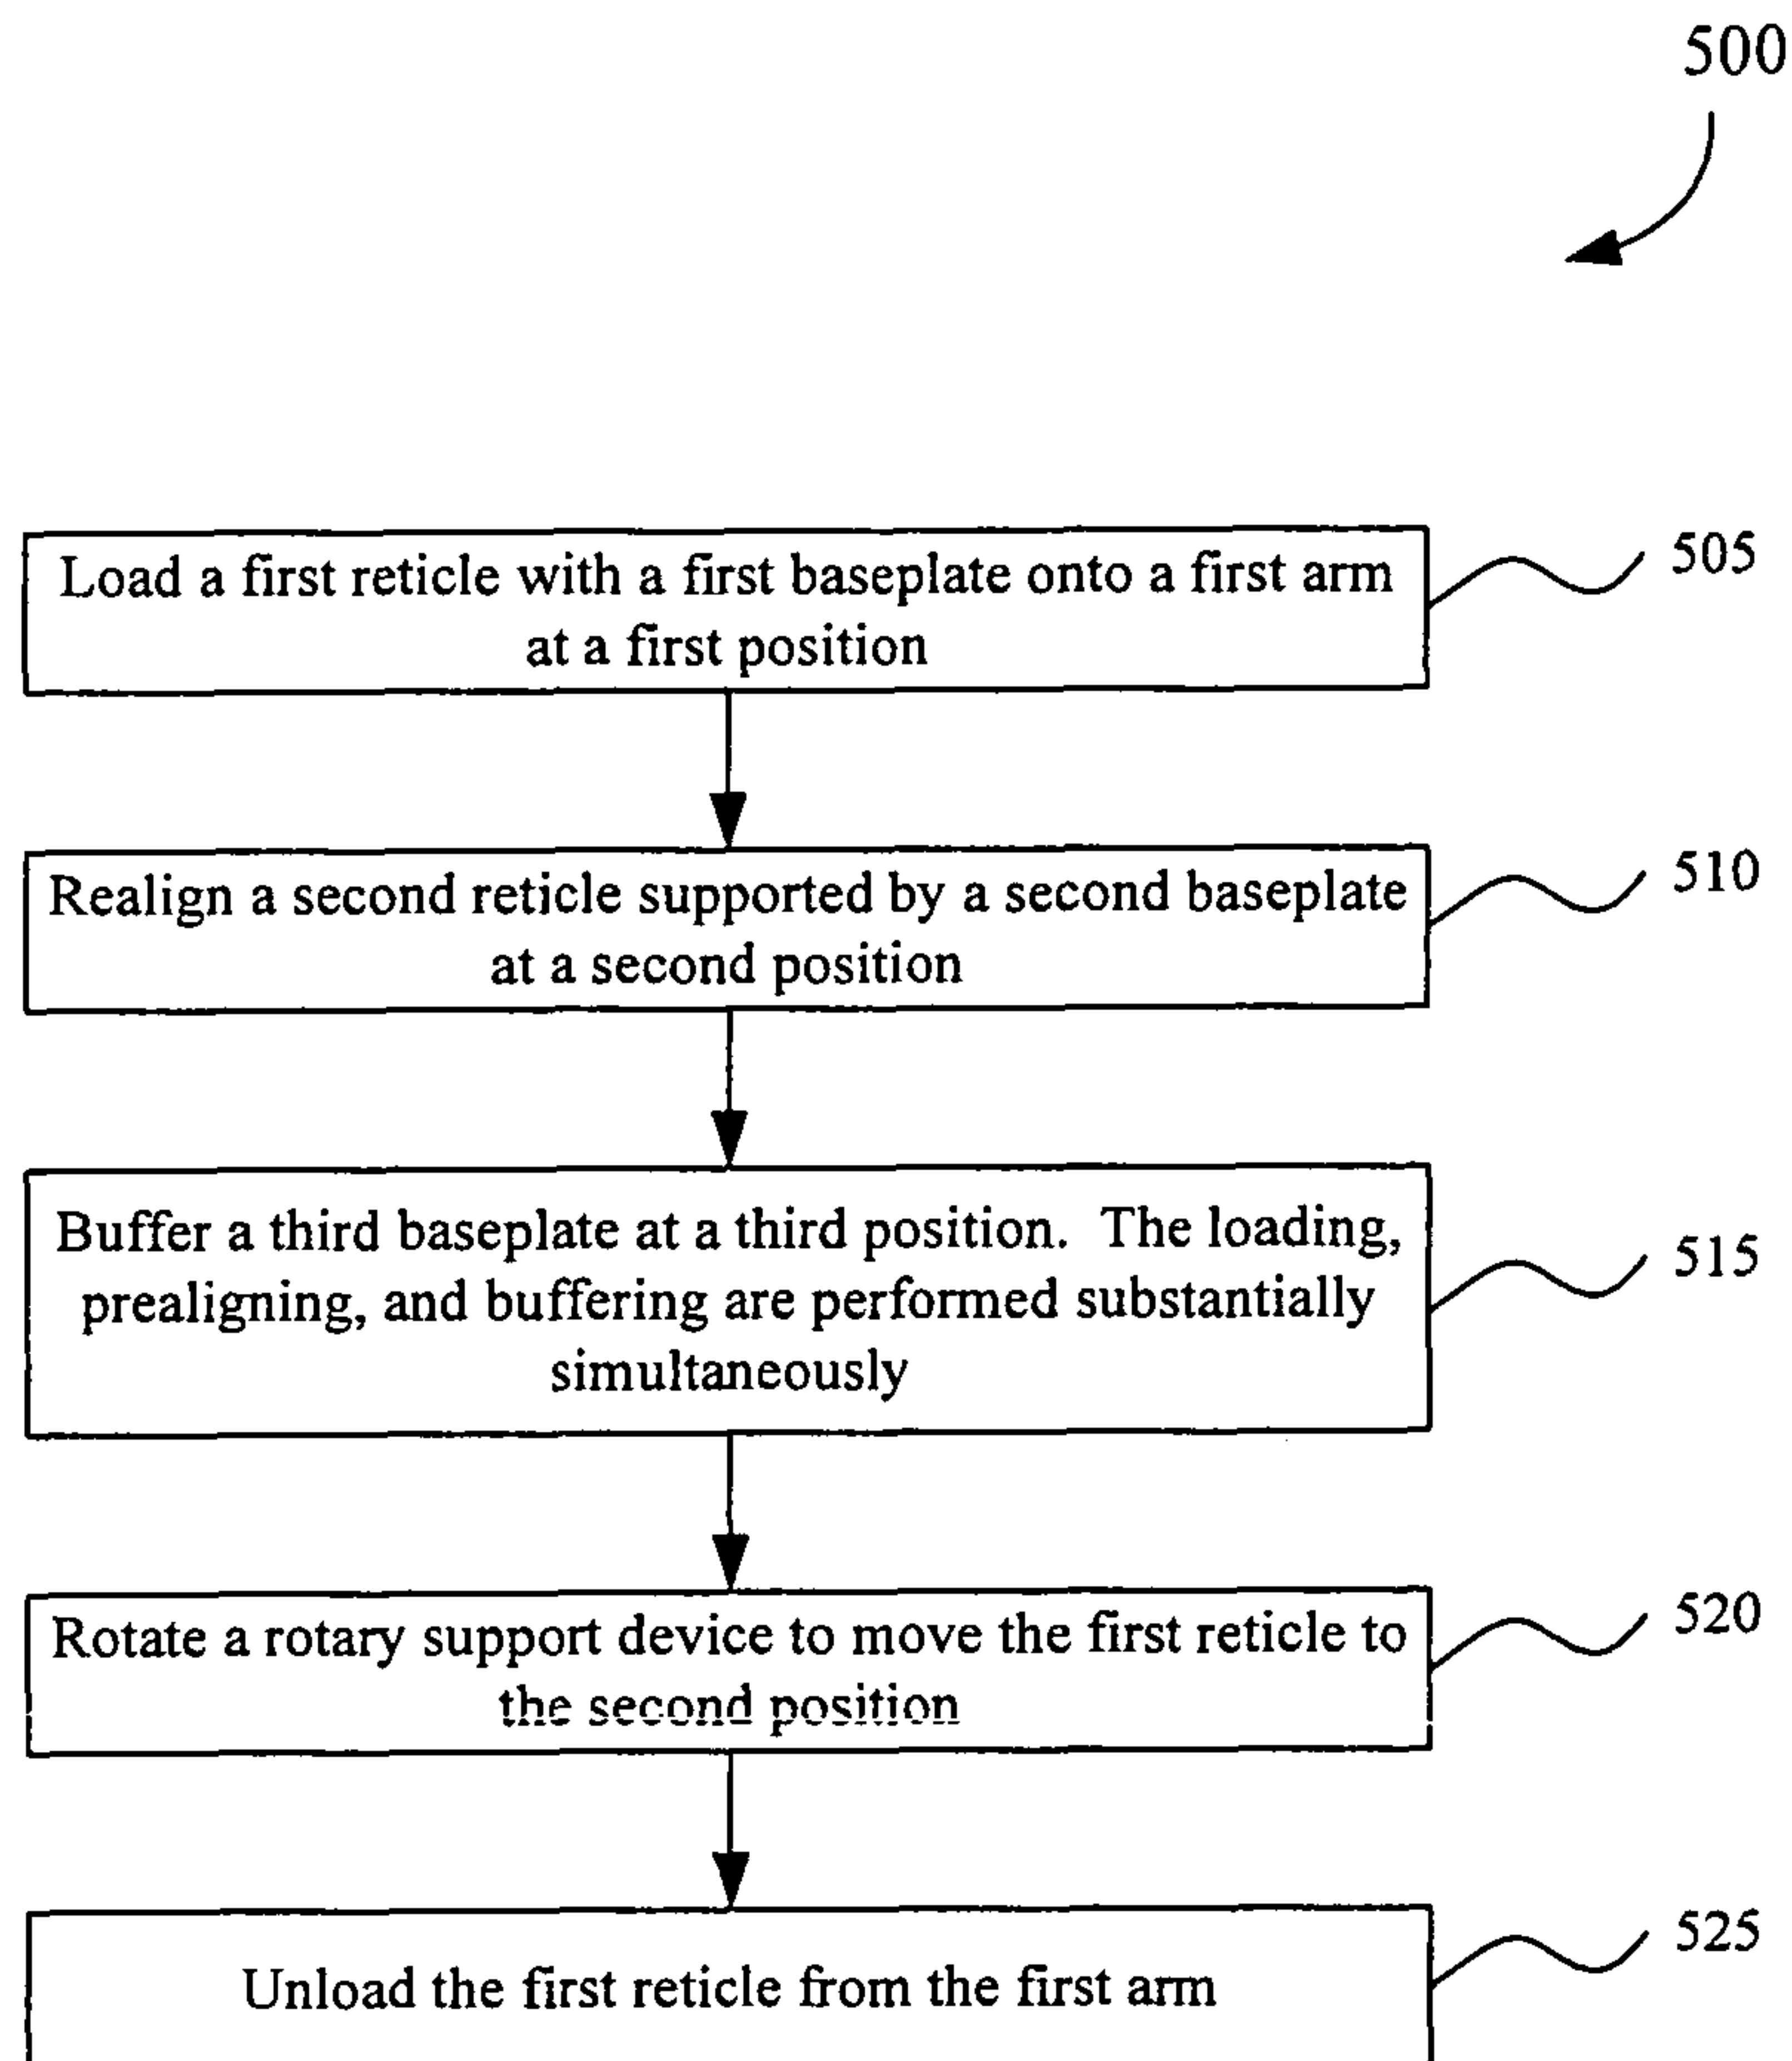 500
Load a first reticle with a first baseplate onto a first arm
at a first position
505
Realign a second reticle supported by a second baseplate
at a second position
510
Buffer a third baseplate at a third position. The loading,
prealigning, and buffering are performed substantially
simultaneously
515
Rotate a rotary support device to move the first reticle to
the second position
520
Unload the first reticle from the first arm
525